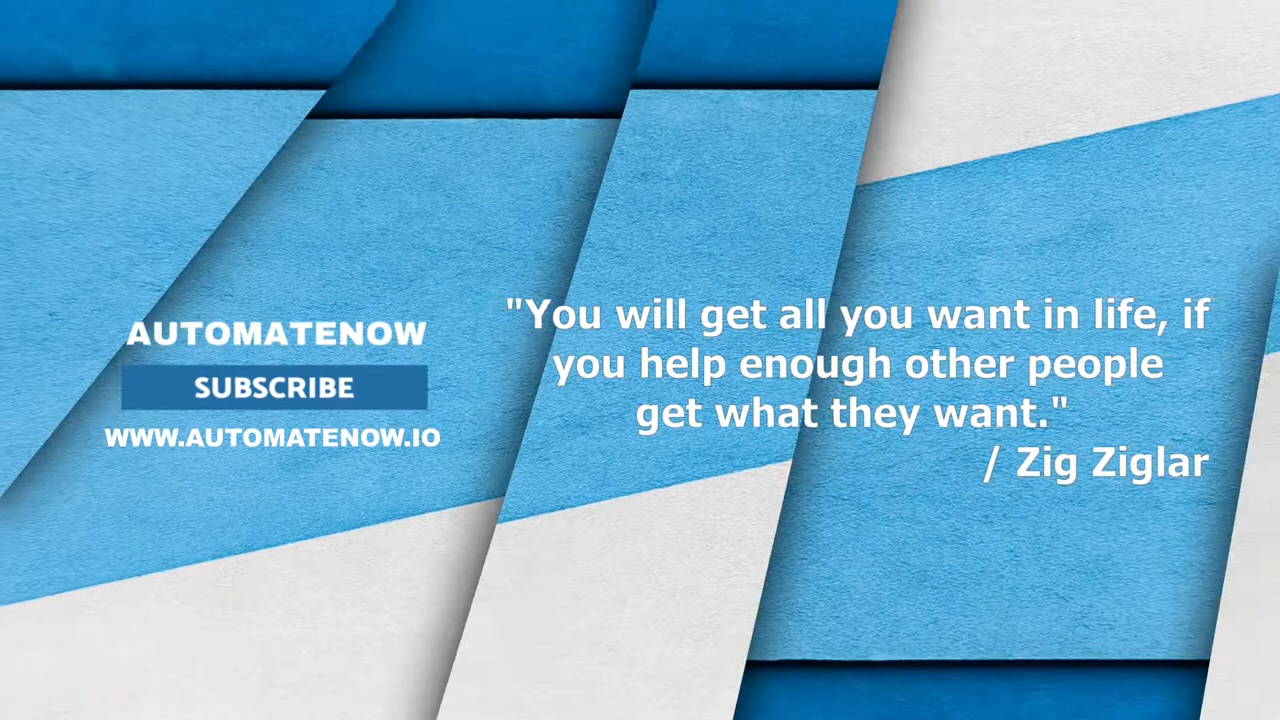 AUTOMATENOW
SUBSCRIBE
WWW.AUTOMATENOW.IO
"You will get all you want in life, if
you help enough other people
get what they want."
/ Zig Ziglar